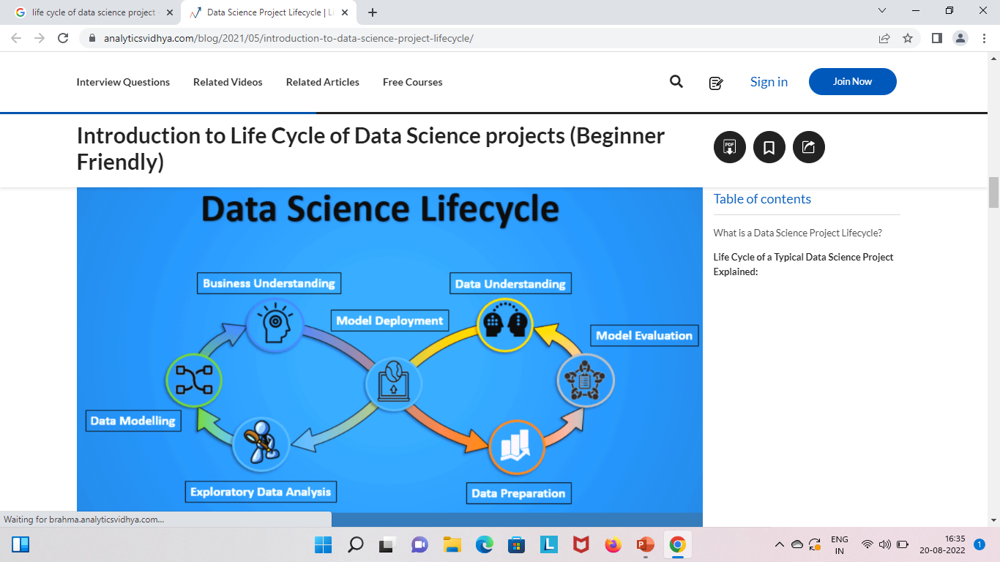 life cycle of data science project
Data Science Project Lifecycle | Li
analyticsvidhya.com/blog/2021/05/introduction-to-data-science-project-lifecycle/
Interview Questions
Related Videos
Related Articles
Free Courses
Sign in
Join Now
Introduction to Life Cycle of Data Science projects (Beginner
Friendly)
PDF
Data Science Lifecycle
Business Understanding
Data Understanding
Model Deployment
Model Evaluation
Data Modelling
Exploratory Data Analysis
Data Preparation
Table of contents
What is a Data Science Project Lifecycle?
Life Cycle of a Typical Data Science Project
Explained:
Waiting for brahma.analyticsvidhya.com...
ENG
IN
16:35
20-08-2022
1